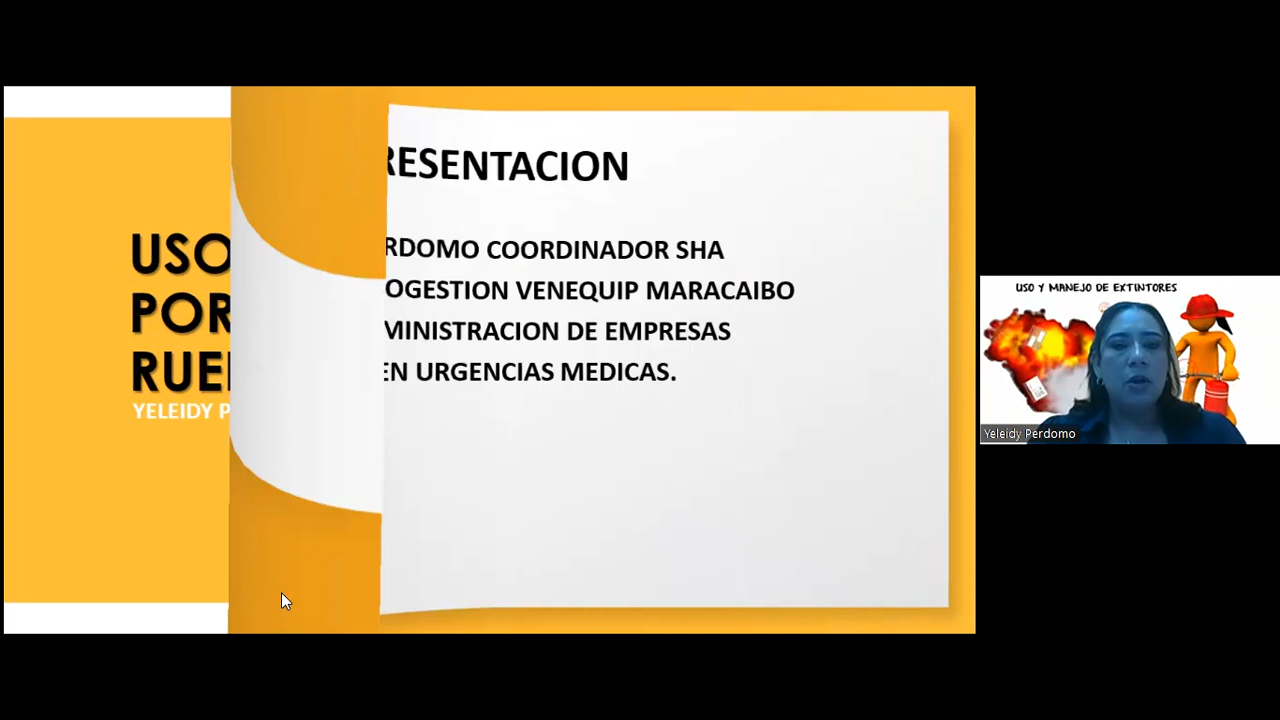 USO
POR
RUE
YELEIDY P
RESENTACION
RDOMO COORDINADOR SHA
OGESTION VENEQUIP MARACAIBO
MINISTRACION DE EMPRESAS
EN URGENCIAS MEDICAS.
USO Y MANEJO DE EXTINTORES
Yeleidy Perdomo